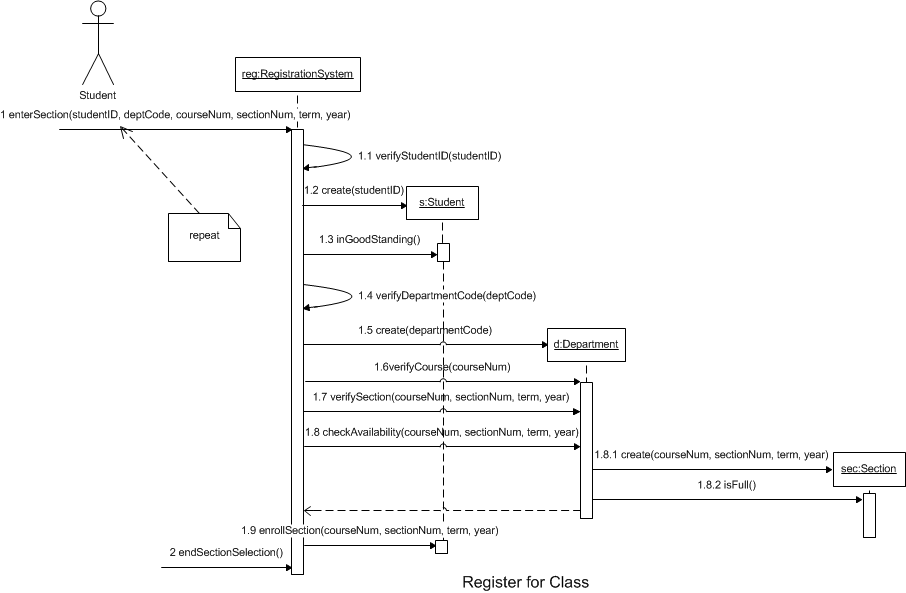 Student
reg:RegistrationSystem
1 enterSection(studentID, deptCode, courseNum, sectionNum, term, year)
1.1 verifyStudentID(studentID)
1.2 create(studentID)
s:Student
repeat
1.3 inGoodStanding()
1.4 verifyDepartmentCode(deptCode)
1.5 create(departmentCode)
d:Department
1.6verifyCourse(courseNum)
1.7 verifySection(courseNum, sectionNum, term, year)
1.8 checkAvailability(courseNum, sectionNum, term, year)
1.8.1 create(courseNum, sectionNum, term, year)
sec:Section
1.8.2 isFull()
1.9 enrollSection(courseNum, sectionNum, term, year)
2 endSectionSelection()
Register for Class